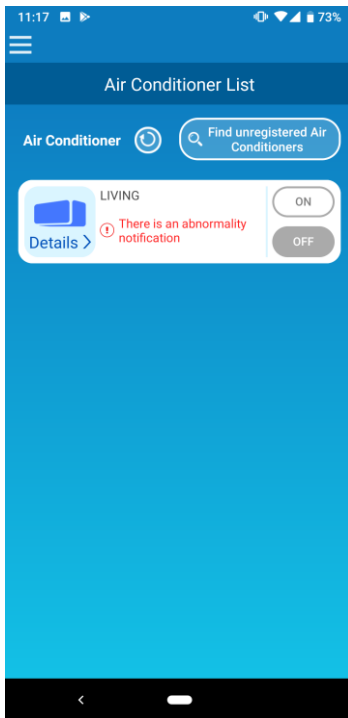 11:17
73%
Air Conditioner List
Air Conditioner
Find unregistered Air
Conditioners
LIVING
There is an abnormality
notification
Details >
ON
OFF